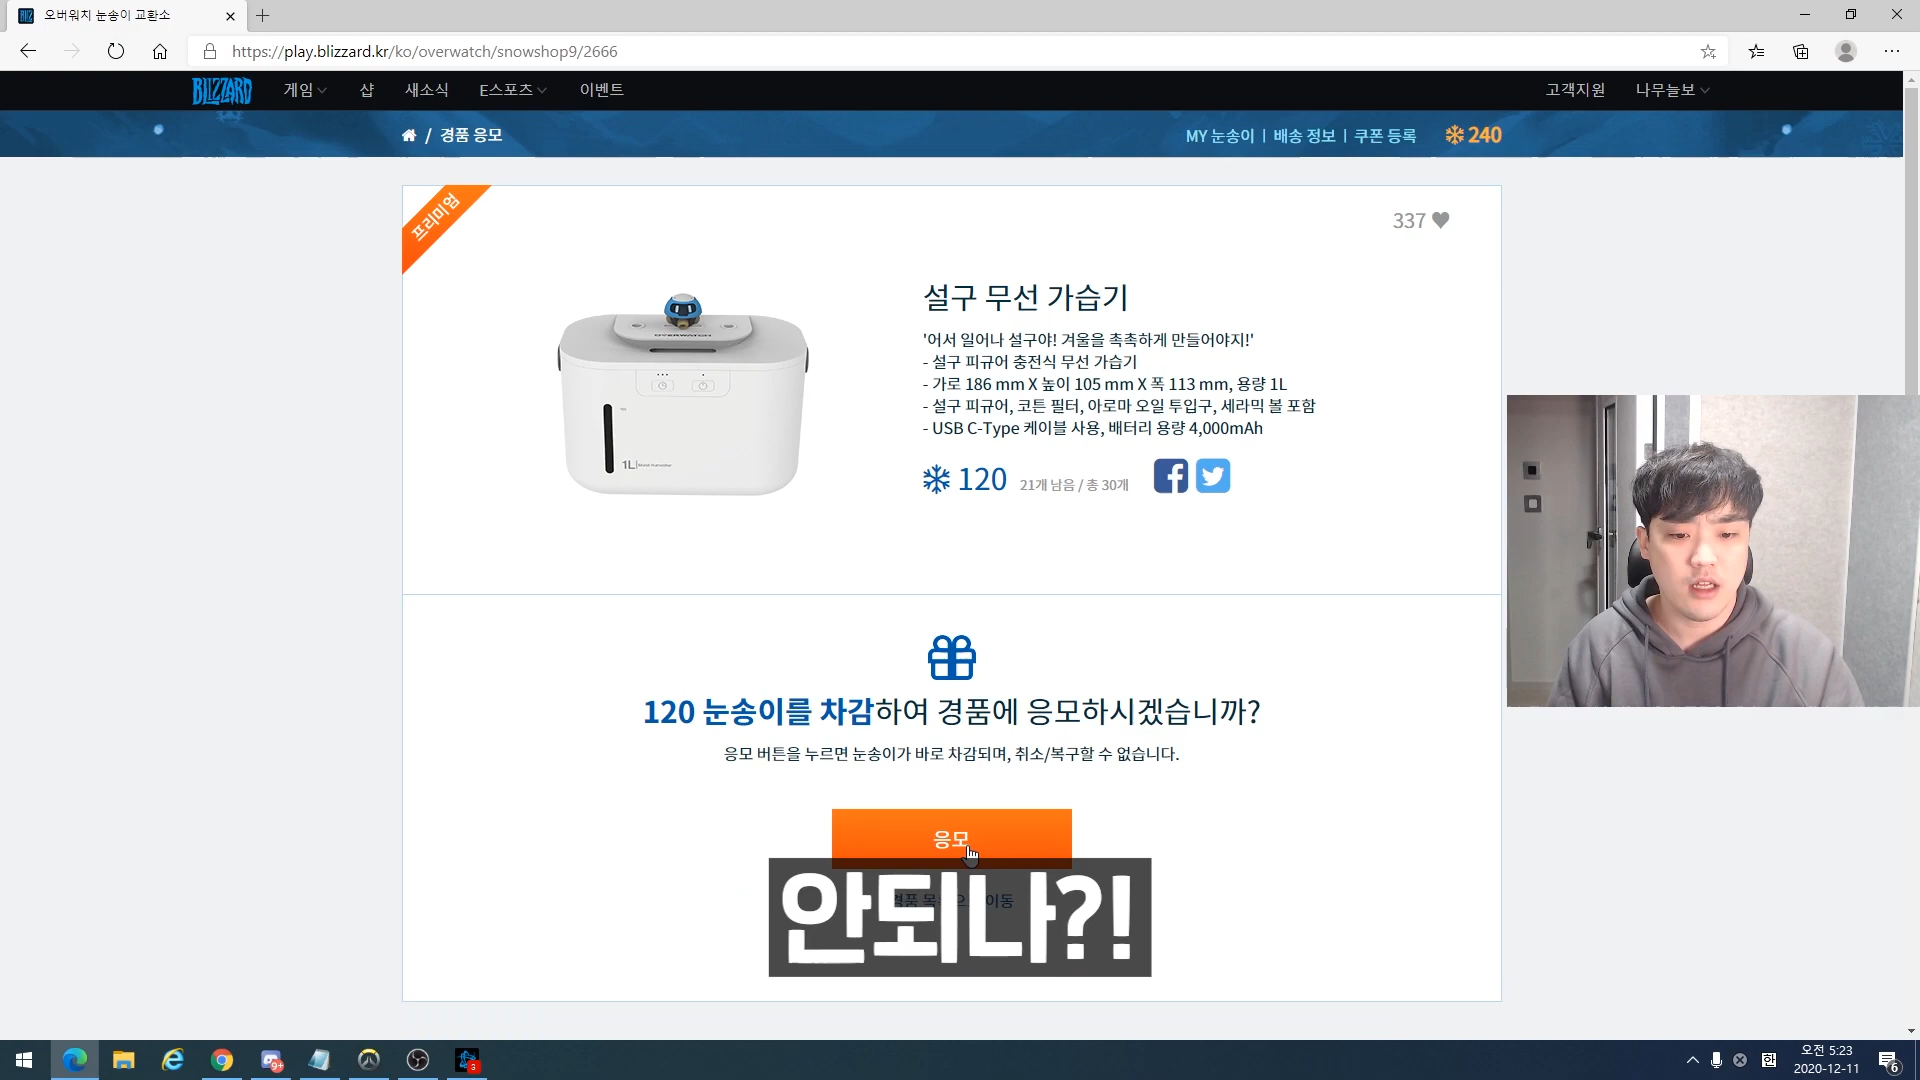 오버워치 눈송이 교환소
https://play.blizzard.kr/ko/overwatch/snowshop9/2666
BLIZZARD 게임 샵 새소식 E스포츠 이벤트 고객지원 나무늘보
/ 경품 응모 MY 눈송이 | 배송 정보 | 쿠폰 등록 240
프리미엄
337
설구 무선 가습기
'어서 일어나 설구야! 겨울을 촉촉하게 만들어야지!'
- 설구 피규어 충전식 무선 가습기
- 가로 186 mm X 높이 105 mm X 폭 113 mm, 용량 1L
- 설구 피규어, 코튼 필터, 아로마 오일 투입구, 세라믹 볼 포함
- USB C-Type 케이블 사용, 배터리 용량 4,000mAh
120 21개 남음 / 총 30개
OVERWATCH
1L
120 눈송이를 차감하여 경품에 응모하시겠습니까?
응모 버튼을 누르면 눈송이가 바로 차감되며, 취소/복구할 수 없습니다.
응모
안되나?!
이동
한
오전 5:23
2020-12-11
9+
3
6